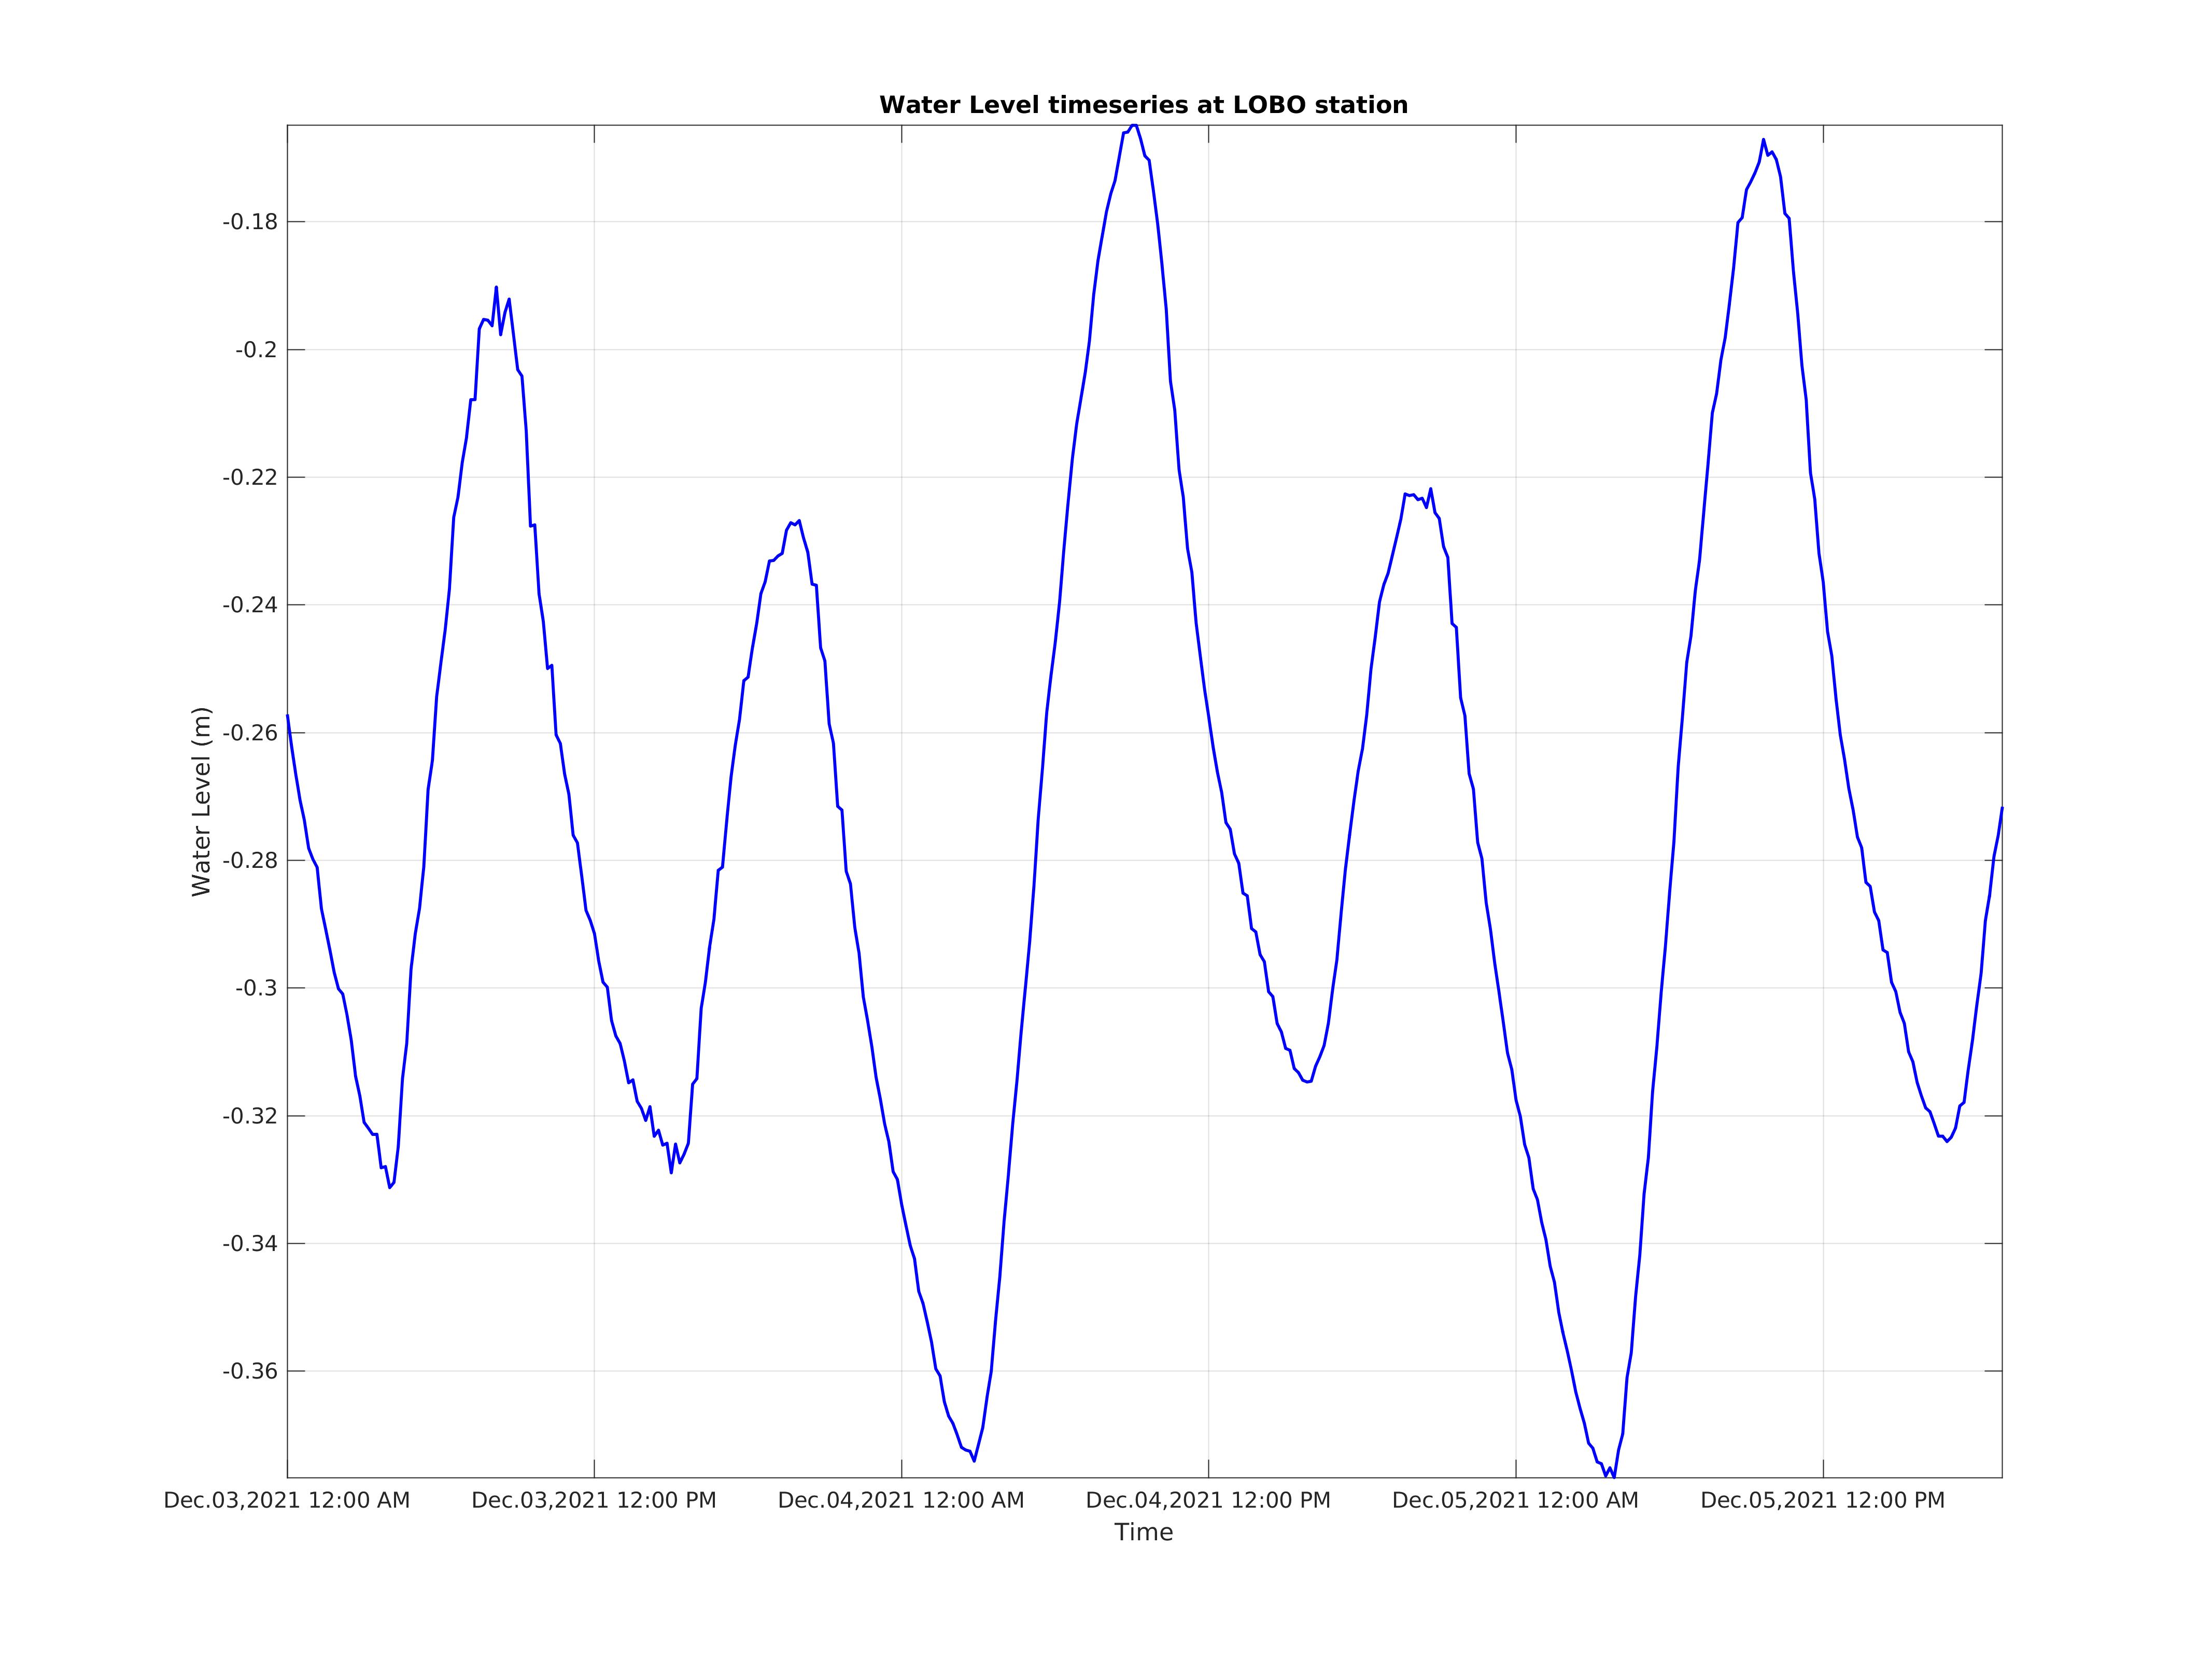 Water Level timeseries at LOBO station
-0.18
-0.2
-0.22
-0.24
-0.26
-0.28
-0.3
-0.32
-0.34
-0.36
Water Level (m)
Dec.03,2021 12:00 AM Dec.03,2021 12:00 PM Dec.04,2021 12:00 AM Dec.04,2021 12:00 PM Dec.05,2021 12:00 AM Dec.05,2021 12:00 PM
Time